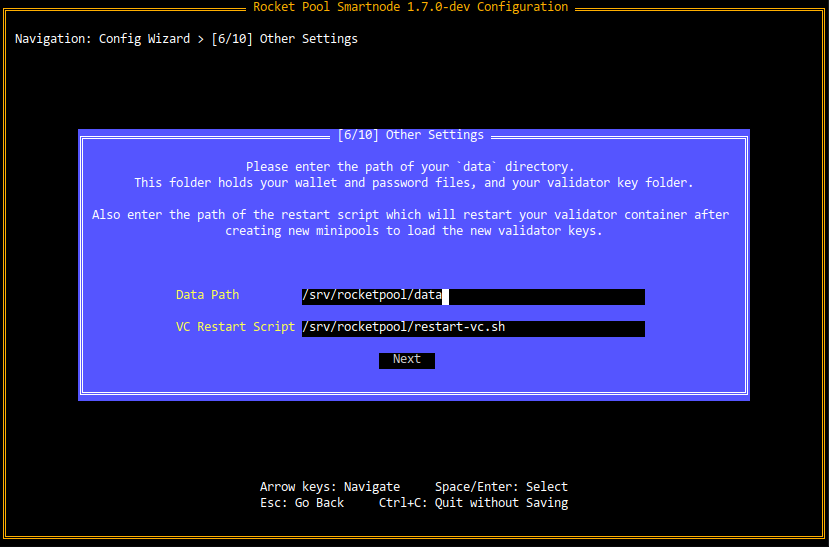 Rocket Pool Smartnode 1.7.0-dev Configuration
Navigation: Config Wizard > [6/10] Other Settings
[6/10] Other Settings
Please enter the path of your `data` directory.
This folder holds your wallet and password files, and your validator key folder.
Also enter the path of the restart script which will restart your validator container after
creating new minipools to load the new validator keys.
Data Path /srv/rocketpool/data
VC Restart Script /srv/rocketpool/restart-vc.sh
Next
Arrow keys: Navigate Space/Enter: Select
Esc: Go Back Ctrl+C: Quit without Saving